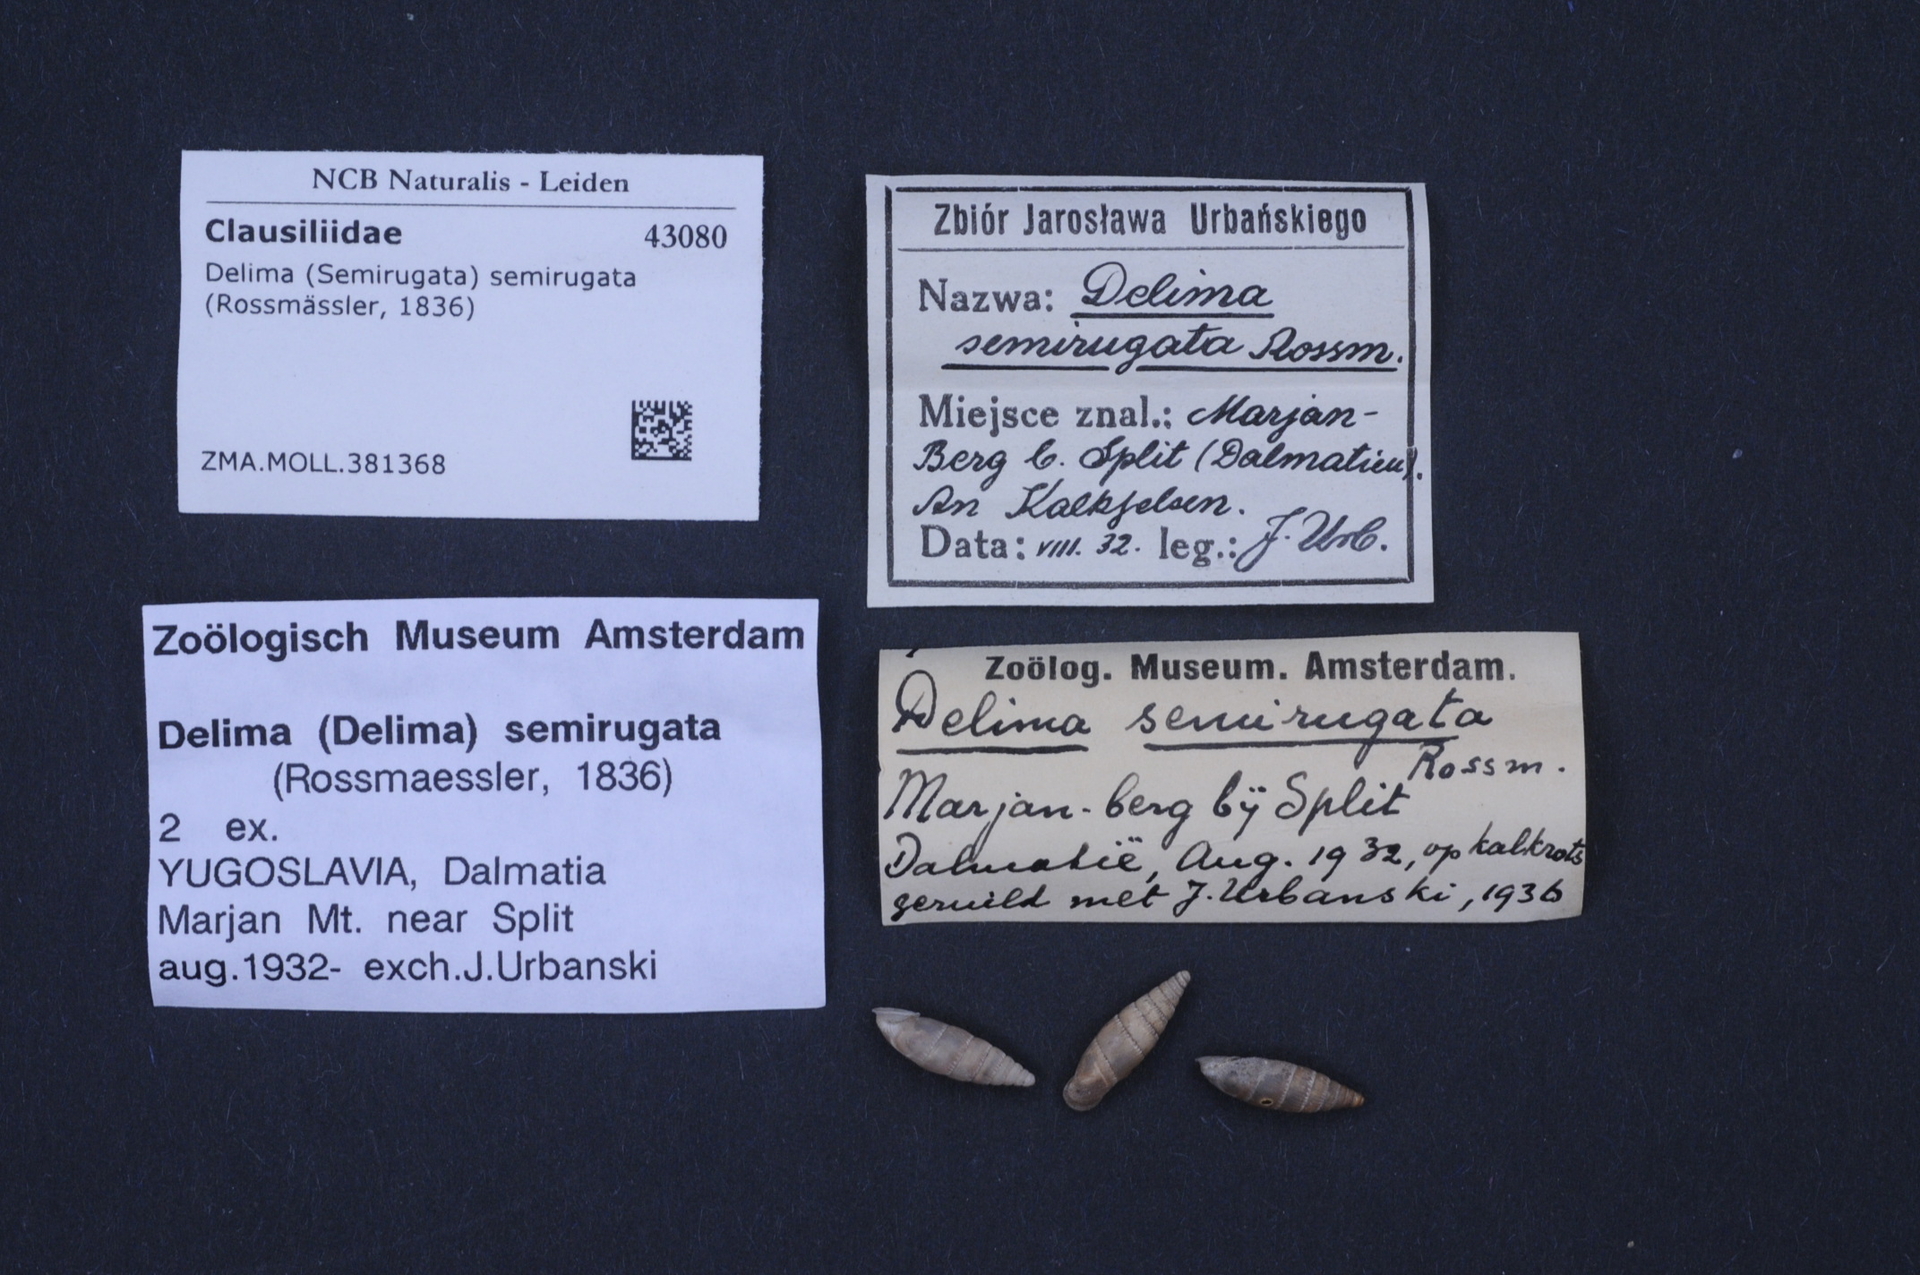 NCB Naturalis - Leiden
Clausiliidae 43080
Delima (Semirugata) semirugata
(Rossmässler, 1836)
ZMA.MOLL.381368
Zbiór Jarosława Urbańskiego
Nazwa: Delima
semirugata Rossm.
Miejsce znal.: Marjan-
Berg b. Split (Dalmatien).
An Kalkfelsen.
Data: VIII. 32. leg.: J. Urb.
Zoölogisch Museum Amsterdam
Delima (Delima) semirugata
(Rossmaessler, 1836)
2 ex.
YUGOSLAVIA, Dalmatia
Marjan Mt. near Split
aug.1932- exch.J.Urbanski
Zoölog. Museum. Amsterdam.
Delima semirugata
Rossm.
Marjan-berg bij Split
Dalmatië, Aug. 1932, op kalkrots
geruild met J. Urbanski, 1936